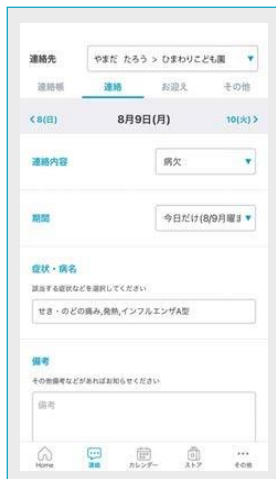 連絡先 やまだ たろう > ひまわりこども園 ▼
連絡帳 連絡 お迎え その他
< 8(日) 8月9日(月) 10(火) >
連絡内容 病欠 ▼
期間 今日だけ(8/9月曜ま ▼
症状・病名
該当する症状などを選択してください
せき・のどの痛み,発熱,インフルエンザA型
備考
その他備考などがあればお知らせください
備考
Home 連絡 カレンダー ストア その他